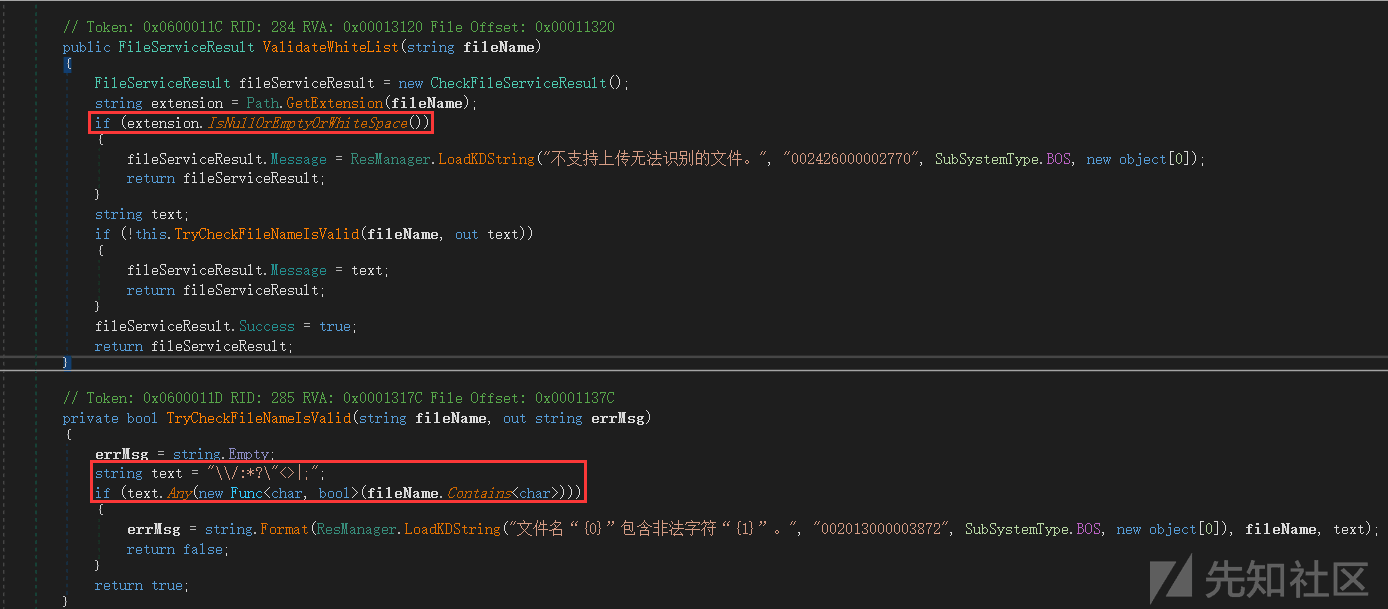 // Token: 0x0600011C RID: 284 RVA: 0x00013120 File Offset: 0x00011320
public FileServiceResult ValidateWhiteList(string fileName)
{
FileServiceResult fileServiceResult = new CheckFileServiceResult();
string extension = Path.GetExtension(fileName);
if (extension.IsNullOrEmptyOrWhiteSpace())
{
fileServiceResult.Message = ResManager.LoadKDString("不支持上传无法识别的文件。", "002426000002770", SubSystemType.BOS, new object[0]);
return fileServiceResult;
}
string text;
if (!this.TryCheckFileNameIsValid(fileName, out text))
{
fileServiceResult.Message = text;
return fileServiceResult;
}
fileServiceResult.Success = true;
return fileServiceResult;
}
// Token: 0x0600011D RID: 285 RVA: 0x0001317C File Offset: 0x0001137C
private bool TryCheckFileNameIsValid(string fileName, out string errMsg)
{
errMsg = string.Empty;
string text = "\\/:*?\"<>|;";
if (text.Any(new Func<char, bool>(fileName.Contains<char>)))
{
errMsg = string.Format(ResManager.LoadKDString("文件名“{0}”包含非法字符“{1}”。", "002013000003872", SubSystemType.BOS, new object[0]), fileName, text);
return false;
}
return true;
}
先知社区